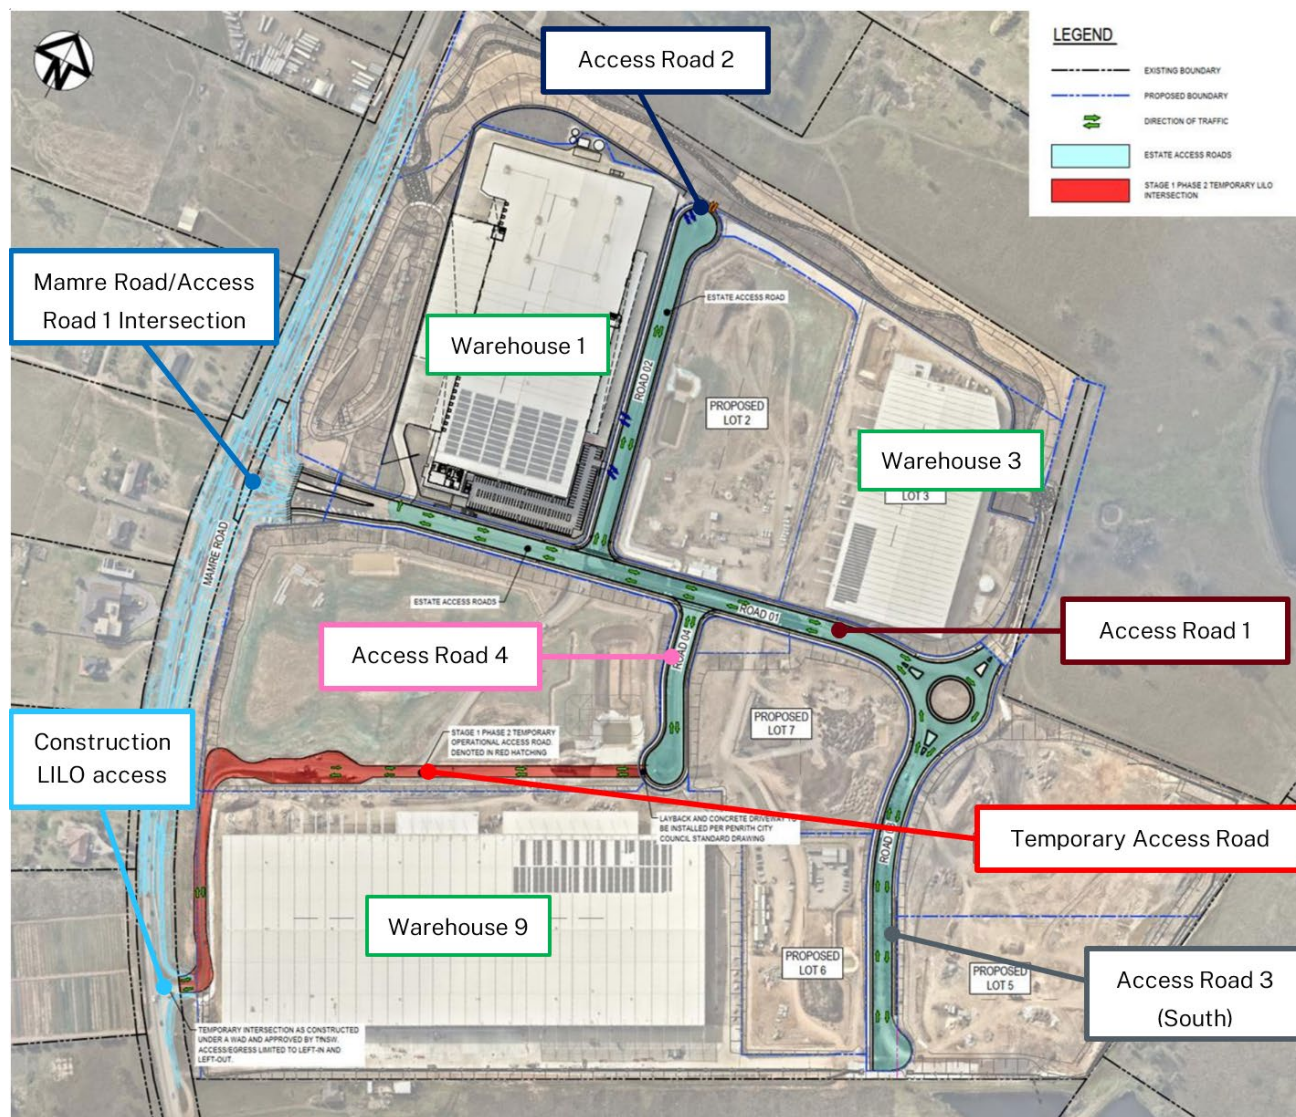 N
Access Road 2
LEGEND
EXISTING BOUNDARY
PROPOSED BOUNDARY
DIRECTION OF TRAFFIC
ESTATE ACCESS ROADS
STAGE 1 PHASE 2 TEMPORARY LILO
INTERSECTION
Mamre Road/Access
Road 1 Intersection
ESTATE ACCESS ROAD
Warehouse 1
ROAD 02
PROPOSED
LOT 2
Warehouse 3
LOT 3
MAMRE ROAD
ESTATE ACCESS ROADS
ROAD 01
Access Road 1
Access Road 4
ROAD 04
Construction
LILO access
STAGE 1 PHASE 2 TEMPORARY
OPERATIONAL ACCESS ROAD.
DENOTED IN RED HATCHING
PROPOSED
LOT 7
LAYBACK AND CONCRETE DRIVEWAY TO
BE INSTALLED PER PENRITH CITY
COUNCIL STANDARD DRAWING
Temporary Access Road
ROAD
Warehouse 9
PROPOSED
LOT 6
PROPOSED
LOT 5
Access Road 3
(South)
TEMPORARY INTERSECTION AS CONSTRUCTED
UNDER A WAD AND APPROVED BY TfNSW.
ACCESS/EGRESS LIMITED TO LEFT-IN AND
LEFT-OUT.